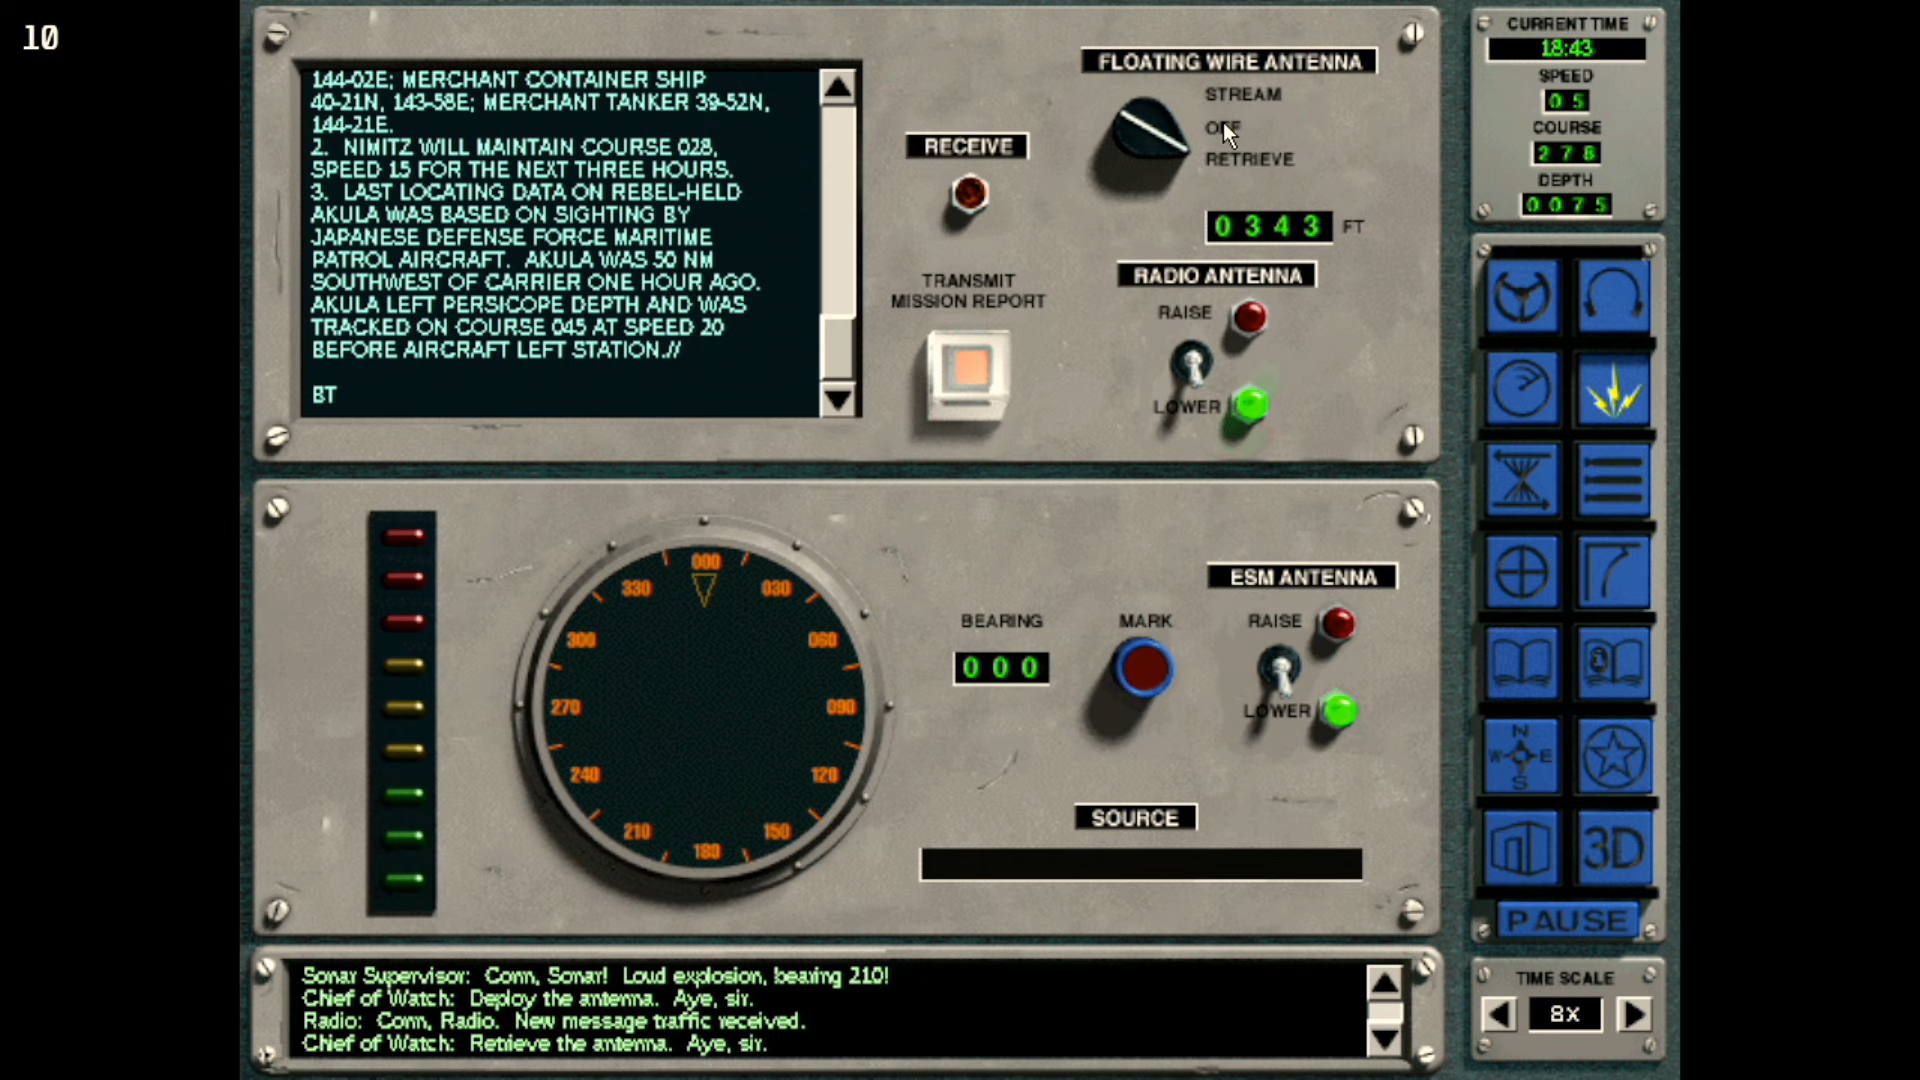 10
144-02E; MERCHANT CONTAINER SHIP
40-21N, 143-58E; MERCHANT TANKER 39-52N,
144-21E.
2. NIMITZ WILL MAINTAIN COURSE 028,
SPEED 15 FOR THE NEXT THREE HOURS.
3. LAST LOCATING DATA ON REBEL-HELD
AKULA WAS BASED ON SIGHTING BY
JAPANESE DEFENSE FORCE MARITIME
PATROL AIRCRAFT. AKULA WAS 50 NM
SOUTHWEST OF CARRIER ONE HOUR AGO.
AKULA LEFT PERSICOPE DEPTH AND WAS
TRACKED ON COURSE 045 AT SPEED 20
BEFORE AIRCRAFT LEFT STATION.//
BT
RECEIVE
TRANSMIT
MISSION REPORT
FLOATING WIRE ANTENNA
STREAM
OFF
RETRIEVE
0343 FT
RADIO ANTENNA
RAISE
LOWER
000
030
060
090
120
150
180
210
240
270
300
330
BEARING
000
MARK
ESM ANTENNA
RAISE
LOWER
SOURCE
Sonar Supervisor: Conn, Sonar! Loud explosion, bearing 210!
Chief of Watch: Deploy the antenna. Aye, sir.
Radio: Conn, Radio. New message traffic received.
Chief of Watch: Retrieve the antenna. Aye, sir.
CURRENT TIME
18:43
SPEED
05
COURSE
278
DEPTH
0075
N
W E
S
3D
PAUSE
TIME SCALE
8X